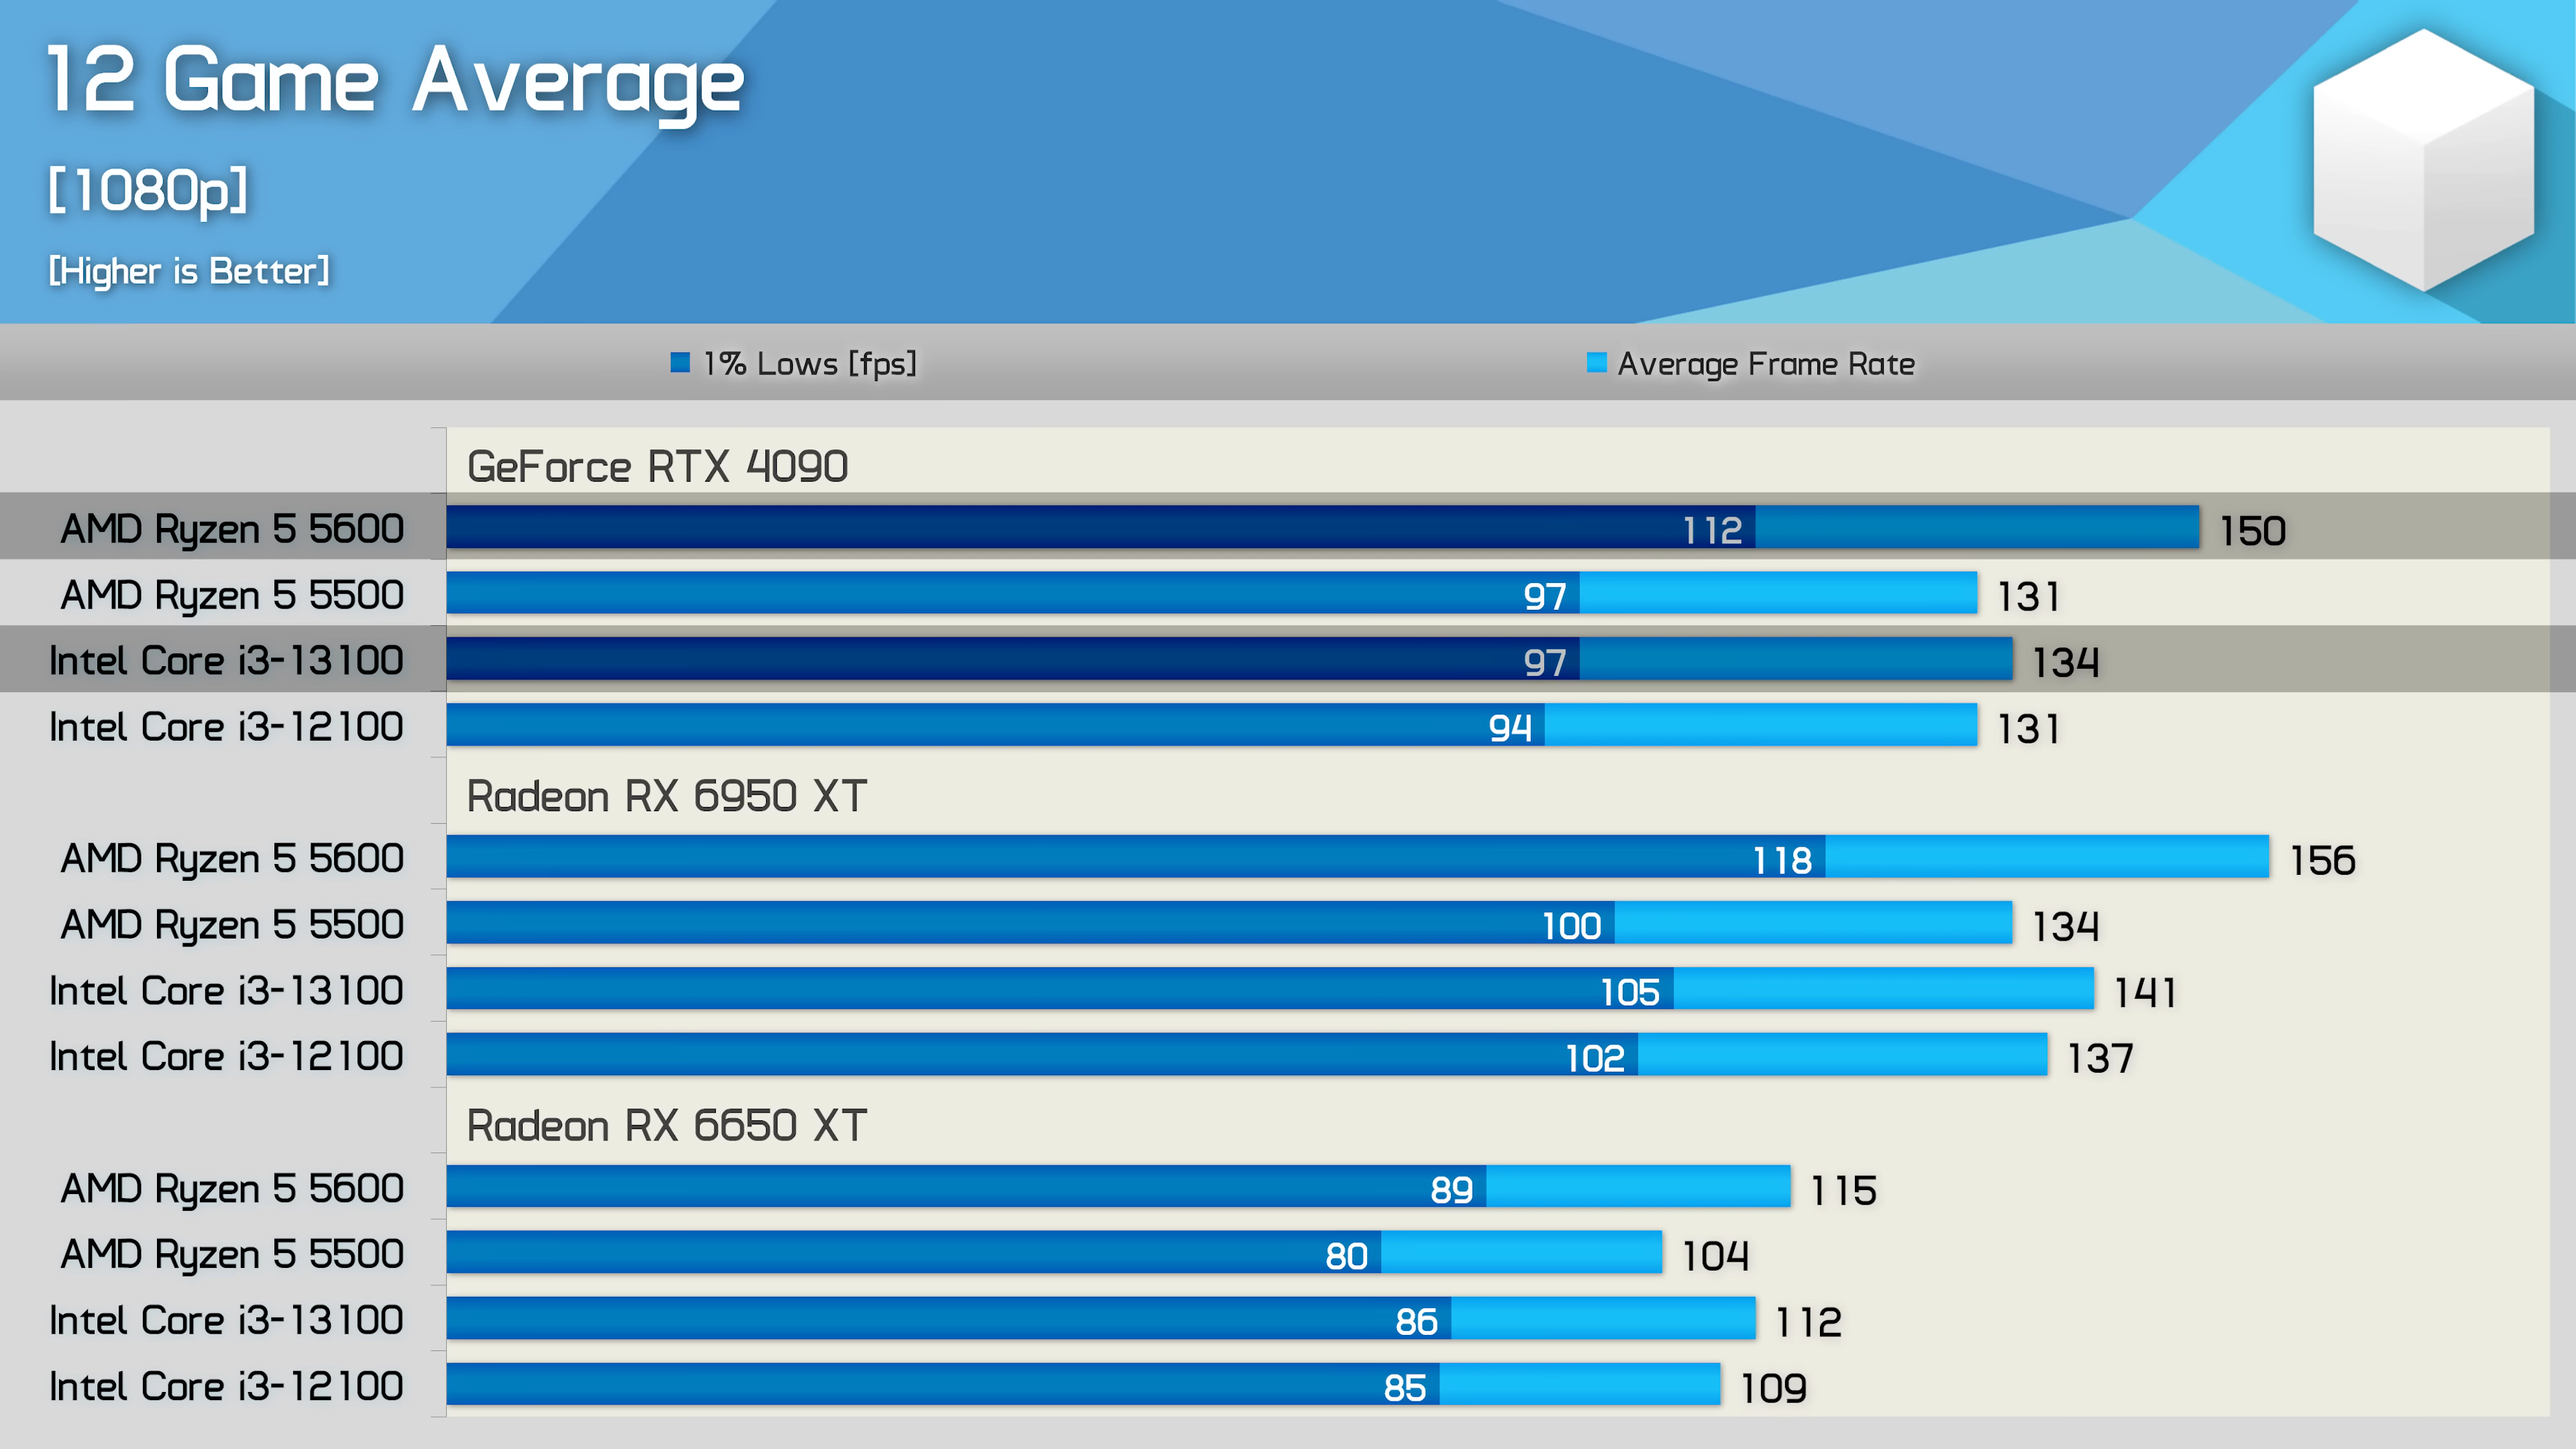 12 Game Average
[1080p]
[Higher is Better]
1% Lows [fps] Average Frame Rate
GeForce RTX 4090
AMD Ryzen 5 5600 112 150
AMD Ryzen 5 5500 97 131
Intel Core i3-13100 97 134
Intel Core i3-12100 94 131
Radeon RX 6950 XT
AMD Ryzen 5 5600 118 156
AMD Ryzen 5 5500 100 134
Intel Core i3-13100 105 141
Intel Core i3-12100 102 137
Radeon RX 6650 XT
AMD Ryzen 5 5600 89 115
AMD Ryzen 5 5500 80 104
Intel Core i3-13100 86 112
Intel Core i3-12100 85 109